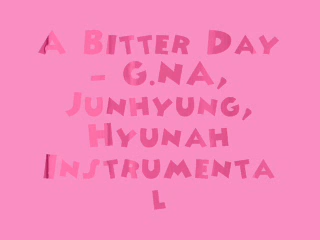 A Bitter Day
- G.NA,
Junhyung,
Hyunah
Instrumenta
l